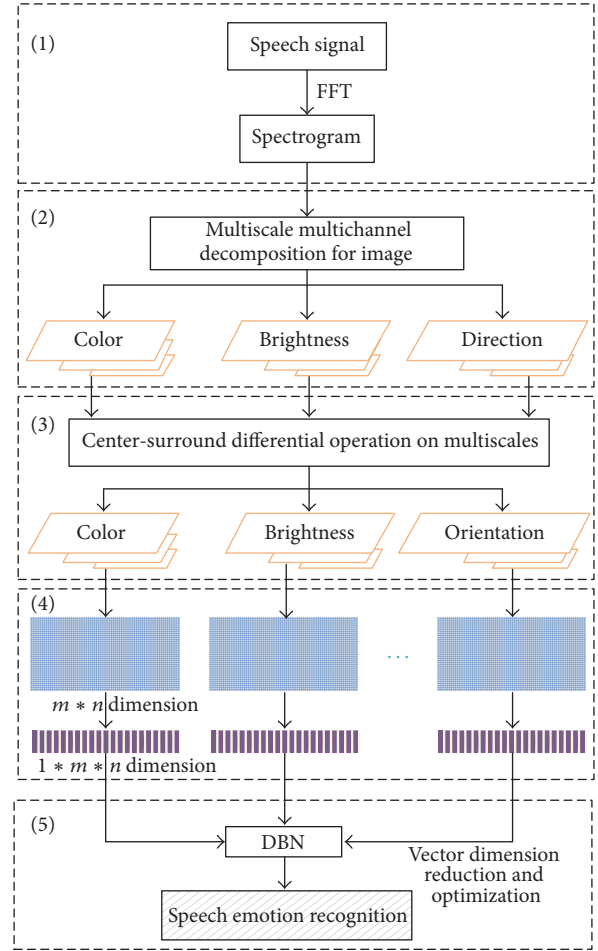 (1)
Speech signal
FFT
Spectrogram
(2)
Multiscale multichannel
decomposition for image
Color
Brightness
Direction
(3)
Center-surround differential operation on multiscales
Color
Brightness
Orientation
(4)
...
m * n dimension
1 * m * n dimension
(5)
DBN
Vector dimension
reduction and
optimization
Speech emotion recognition